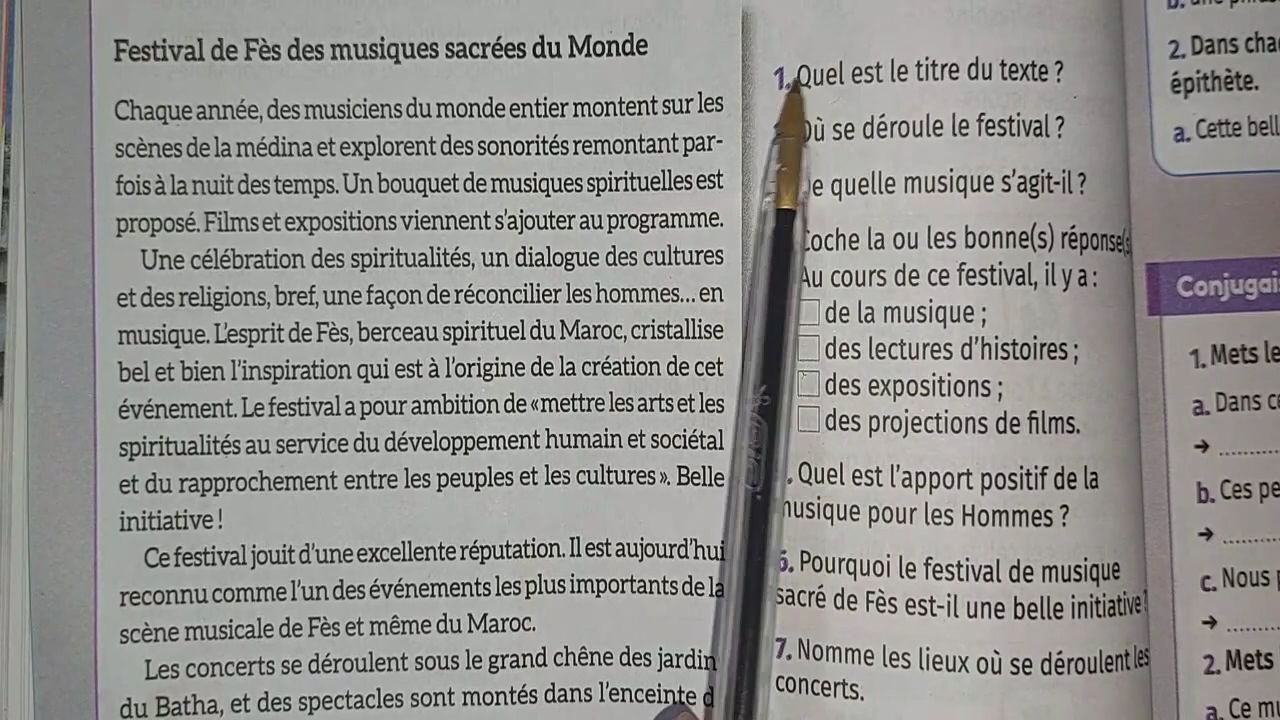 Festival de Fès des musiques sacrées du Monde
Chaque année, des musiciens du monde entier montent sur les
scènes de la médina et explorent des sonorités remontant par-
fois à la nuit des temps. Un bouquet de musiques spirituelles est
proposé. Films et expositions viennent s'ajouter au programme.
Une célébration des spiritualités, un dialogue des cultures
et des religions, bref, une façon de réconcilier les hommes... en
musique. L'esprit de Fès, berceau spirituel du Maroc, cristallise
bel et bien l'inspiration qui est à l'origine de la création de cet
événement. Le festival a pour ambition de «mettre les arts et les
spiritualités au service du développement humain et sociétal
et du rapprochement entre les peuples et les cultures». Belle
initiative !
Ce festival jouit d'une excellente réputation. Il est aujourd'hui
reconnu comme l'un des événements les plus importants de la
scène musicale de Fès et même du Maroc.
Les concerts se déroulent sous le grand chêne des jardin
du Batha, et des spectacles sont montés dans l'enceinte d
1. Quel est le titre du texte ?
Où se déroule le festival ?
e quelle musique s'agit-il ?
Coche la ou les bonne(s) réponse(s
Au cours de ce festival, il y a :
de la musique ;
des lectures d'histoires ;
des expositions ;
des projections de films.
. Quel est l'apport positif de la
musique pour les Hommes ?
6. Pourquoi le festival de musique
sacré de Fès est-il une belle initiative?
7. Nomme les lieux où se déroulent les
concerts.
2. Dans cha
épithète.
a. Cette bell
Conjugai
1. Mets le
a. Dans c
→ ..........
b. Ces pe
→ ..........
c. Nous
→ ..........
2. Mets
a. Ce m